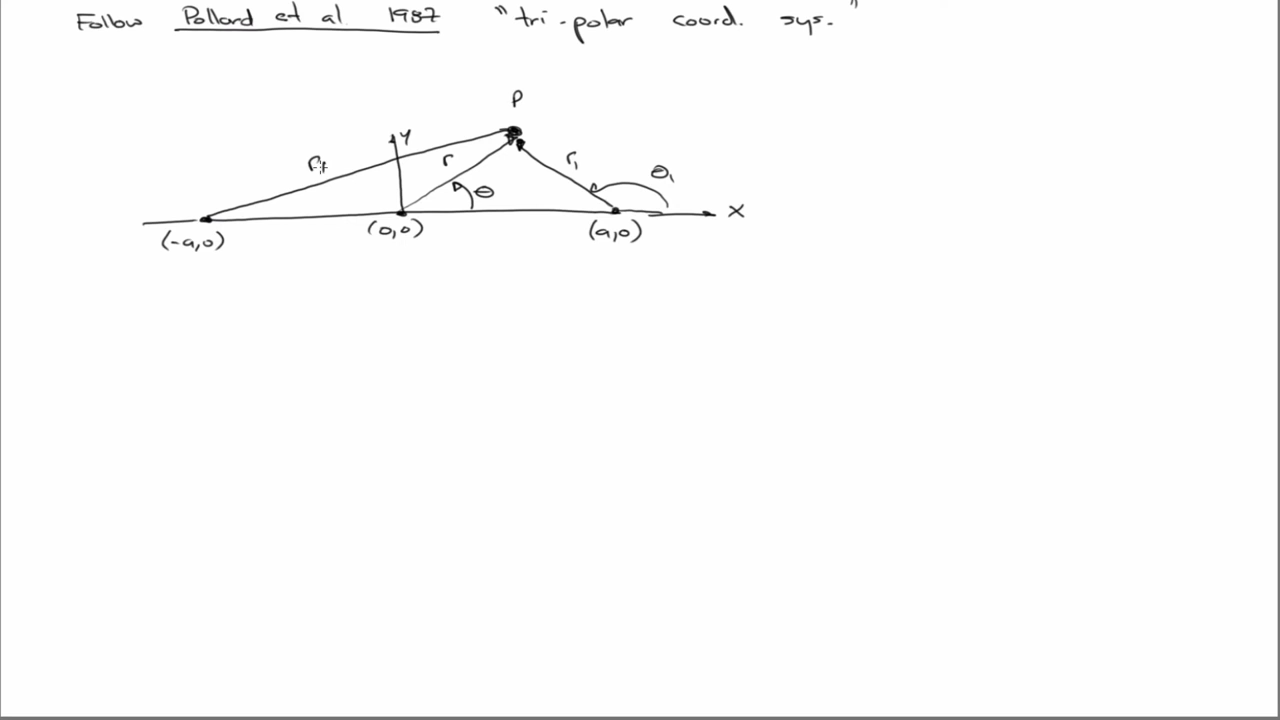 Follow Pollard et al 1987 "tri-polar coord. sys."
P
y
r
r₁
θ₁
θ
x
(-a,0)
(0,0)
(a,0)